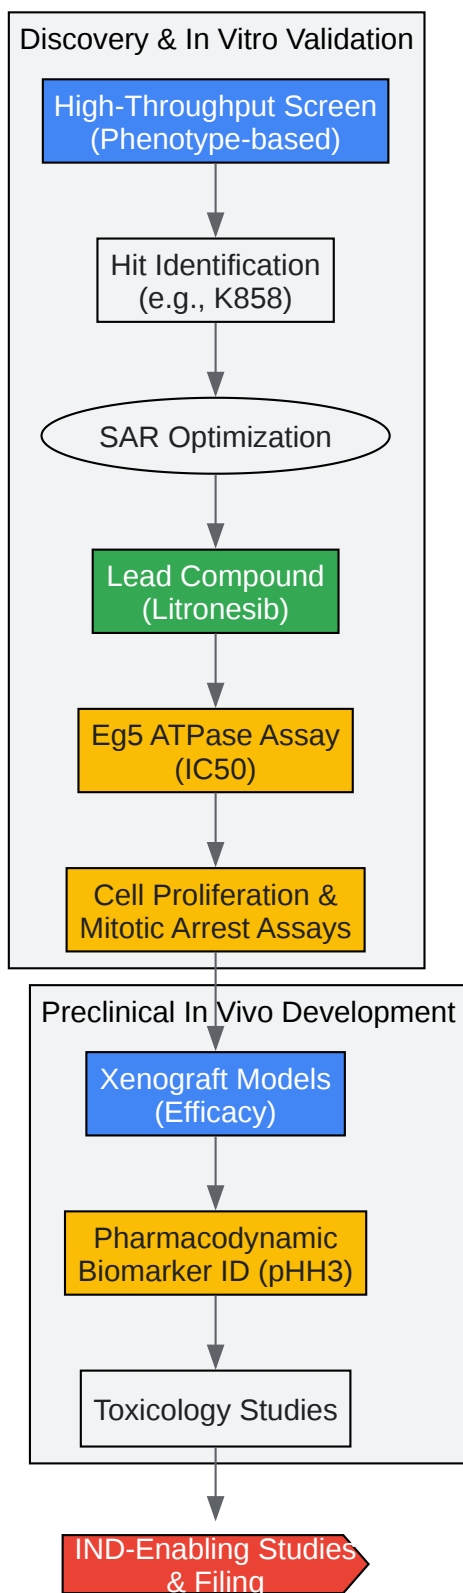 Discovery & In Vitro Validation
High-Throughput Screen
(Phenotype-based)
Hit Identification
(e.g., K858)
SAR Optimization
Lead Compound
(Litronesib)
Eg5 ATPase Assay
(IC50)
Cell Proliferation &
Mitotic Arrest Assays
Preclinical In Vivo Development
Xenograft Models
(Efficacy)
Pharmacodynamic
Biomarker ID (pHH3)
Toxicology Studies
IND-Enabling Studies
& Filing